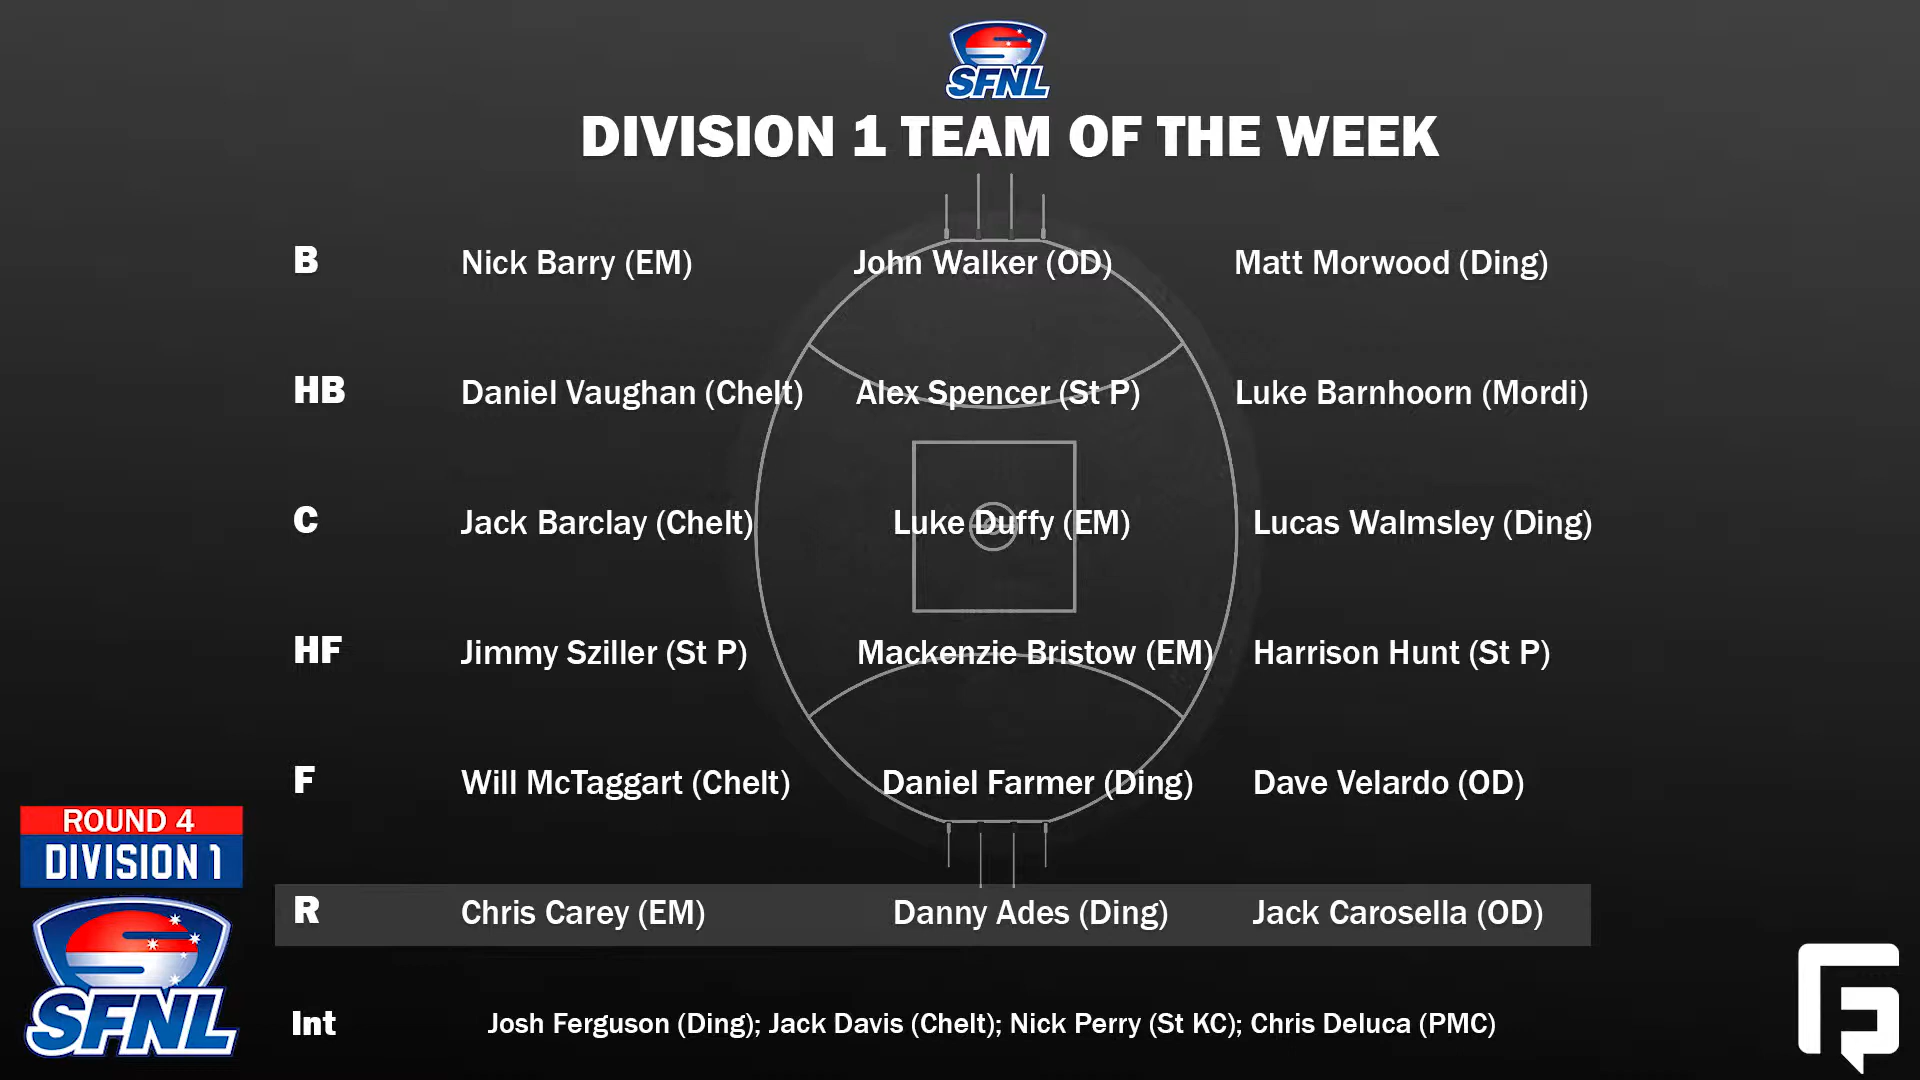 SFNL
DIVISION 1 TEAM OF THE WEEK
B Nick Barry (EM) John Walker (OD) Matt Morwood (Ding)
HB Daniel Vaughan (Chelt) Alex Spencer (St P) Luke Barnhoorn (Mordi)
C Jack Barclay (Chelt) Luke Duffy (EM) Lucas Walmsley (Ding)
HF Jimmy Sziller (St P) Mackenzie Bristow (EM) Harrison Hunt (St P)
F Will McTaggart (Chelt) Daniel Farmer (Ding) Dave Velardo (OD)
ROUND 4
DIVISION 1
R Chris Carey (EM) Danny Ades (Ding) Jack Carosella (OD)
SFNL
Int Josh Ferguson (Ding); Jack Davis (Chelt); Nick Perry (St KC); Chris Deluca (PMC)